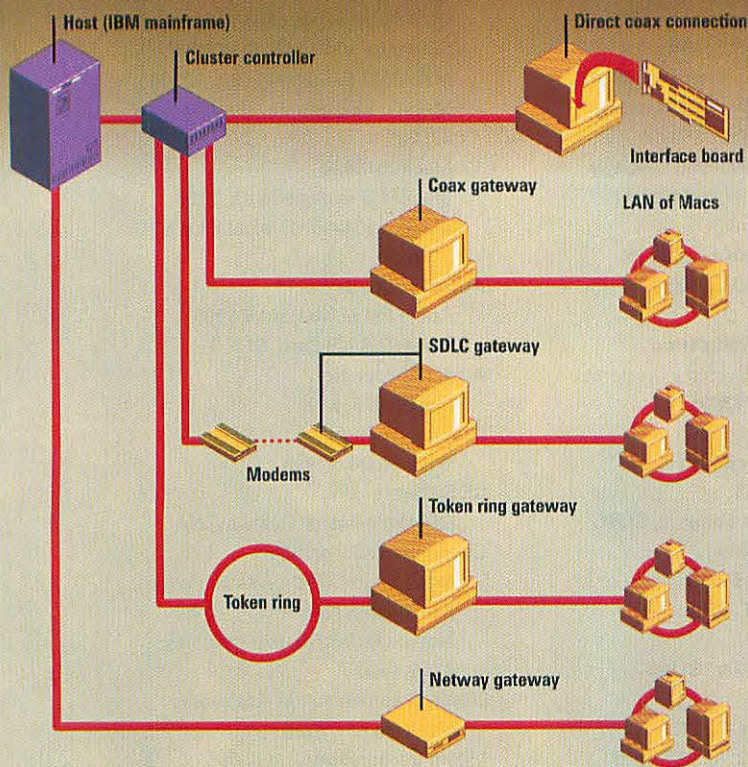 Host (IBM mainframe)
Direct coax connection
Cluster controller
Interface board
Coax gateway
LAN of Macs
SDLC gateway
Modems
Token ring gateway
Token ring
Netway gateway